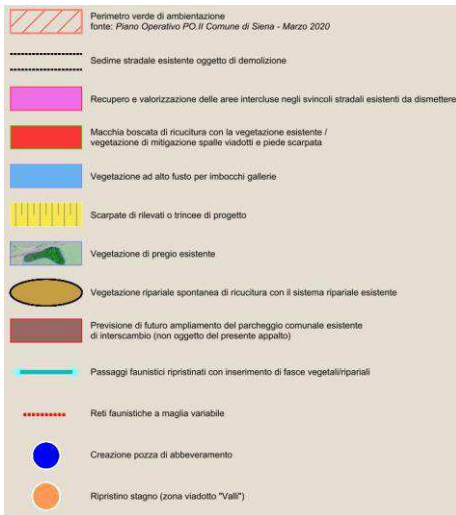 Perimetro verde di ambientazione
fonte: Piano Operativo PO.II Comune di Siena - Marzo 2020
Sedime stradale esistente oggetto di demolizione
Recupero e valorizzazione delle aree intercluse negli svincoli stradali esistenti da dismettere
Macchia boscata di ricucitura con la vegetazione esistente /
vegetazione di mitigazione spalle viadotti e piede scarpata
Vegetazione ad alto fusto per imbocchi gallerie
Scarpate di rilevati o trincee di progetto
Vegetazione di pregio esistente
Vegetazione ripariale spontanea di ricucitura con il sistema ripariale esistente
Previsione di futuro ampliamento del parcheggio comunale esistente
di interscambio (non oggetto del presente appalto)
Passaggi faunistici ripristinati con inserimento di fasce vegetali/ripariali
Reti faunistiche a maglia variabile
Creazione pozza di abbeveramento
Ripristino stagno (zona viadotto "Valli")